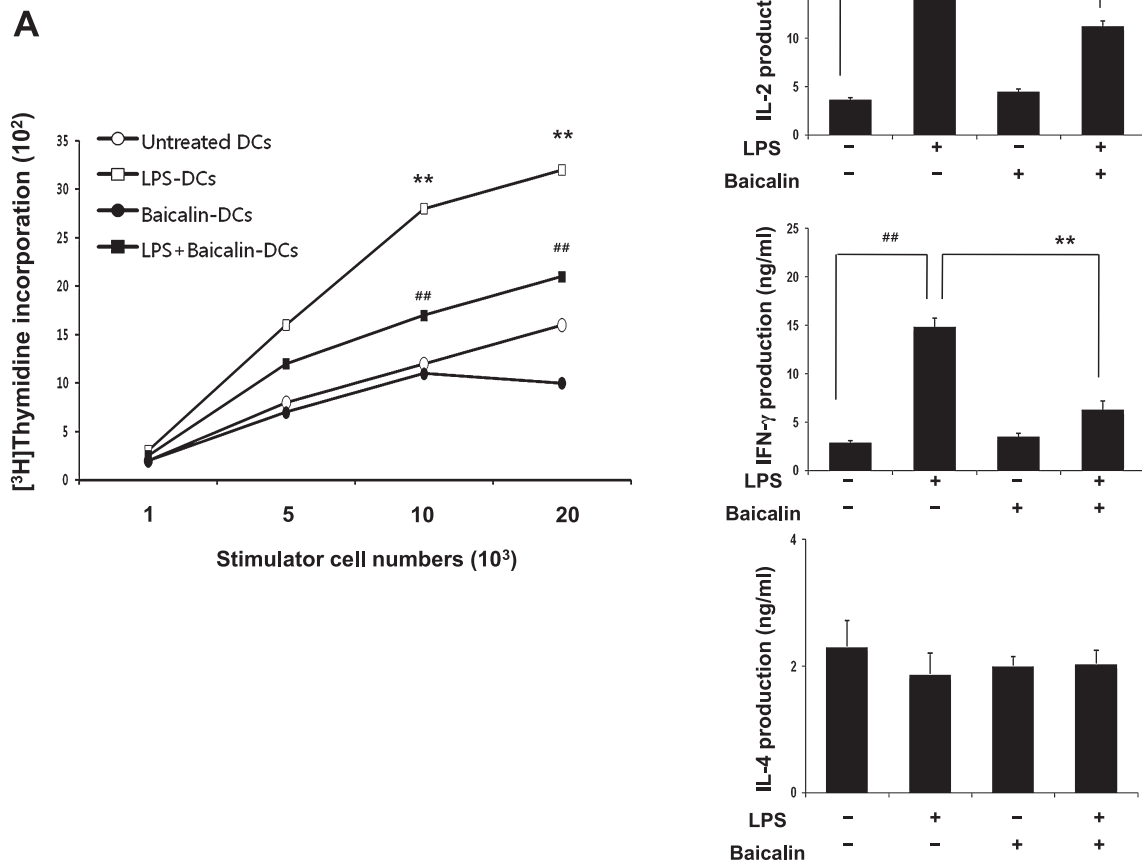 A
[³H]Thymidine incorporation (10²)
35
30
25
20
15
10
5
0
Untreated DCs
LPS-DCs
Baicalin-DCs
LPS+Baicalin-DCs
**
**
##
##
1 5 10 20
Stimulator cell numbers (10³)
10
5
0
LPS − + − +
Baicalin − − + +
IFN-γ production (ng/ml)
25
20
15
10
5
0
## **
LPS − + − +
Baicalin − − + +
IL-4 production (ng/ml)
4
2
0
LPS − + − +
Baicalin − − + +
IL-2